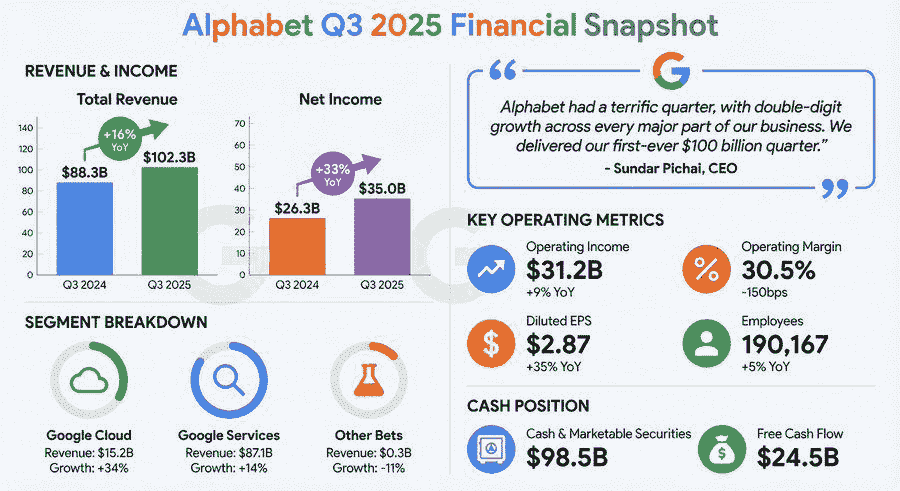 Alphabet Q3 2025 Financial Snapshot
REVENUE & INCOME
Total Revenue
140
120
100
80
60
40
20
0
+16%
YoY
$88.3B
$102.3B
Q3 2024
Q3 2025
Net Income
70
60
50
40
30
20
10
0
+33%
YoY
$26.3B
$35.0B
Q3 2024
Q3 2025
SEGMENT BREAKDOWN
Google Cloud
Revenue: $15.2B
Growth: +34%
Google Services
Revenue: $87.1B
Growth: +14%
Other Bets
Revenue: $0.3B
Growth: -11%
“
G
Alphabet had a terrific quarter, with double-digit
growth across every major part of our business. We
delivered our first-ever $100 billion quarter.”
- Sundar Pichai, CEO
”
KEY OPERATING METRICS
Operating Income
$31.2B
+9% YoY
%
Operating Margin
30.5%
-150bps
$
Diluted EPS
$2.87
+35% YoY
Employees
190,167
+5% YoY
CASH POSITION
Cash & Marketable Securities
$98.5B
$
Free Cash Flow
$24.5B